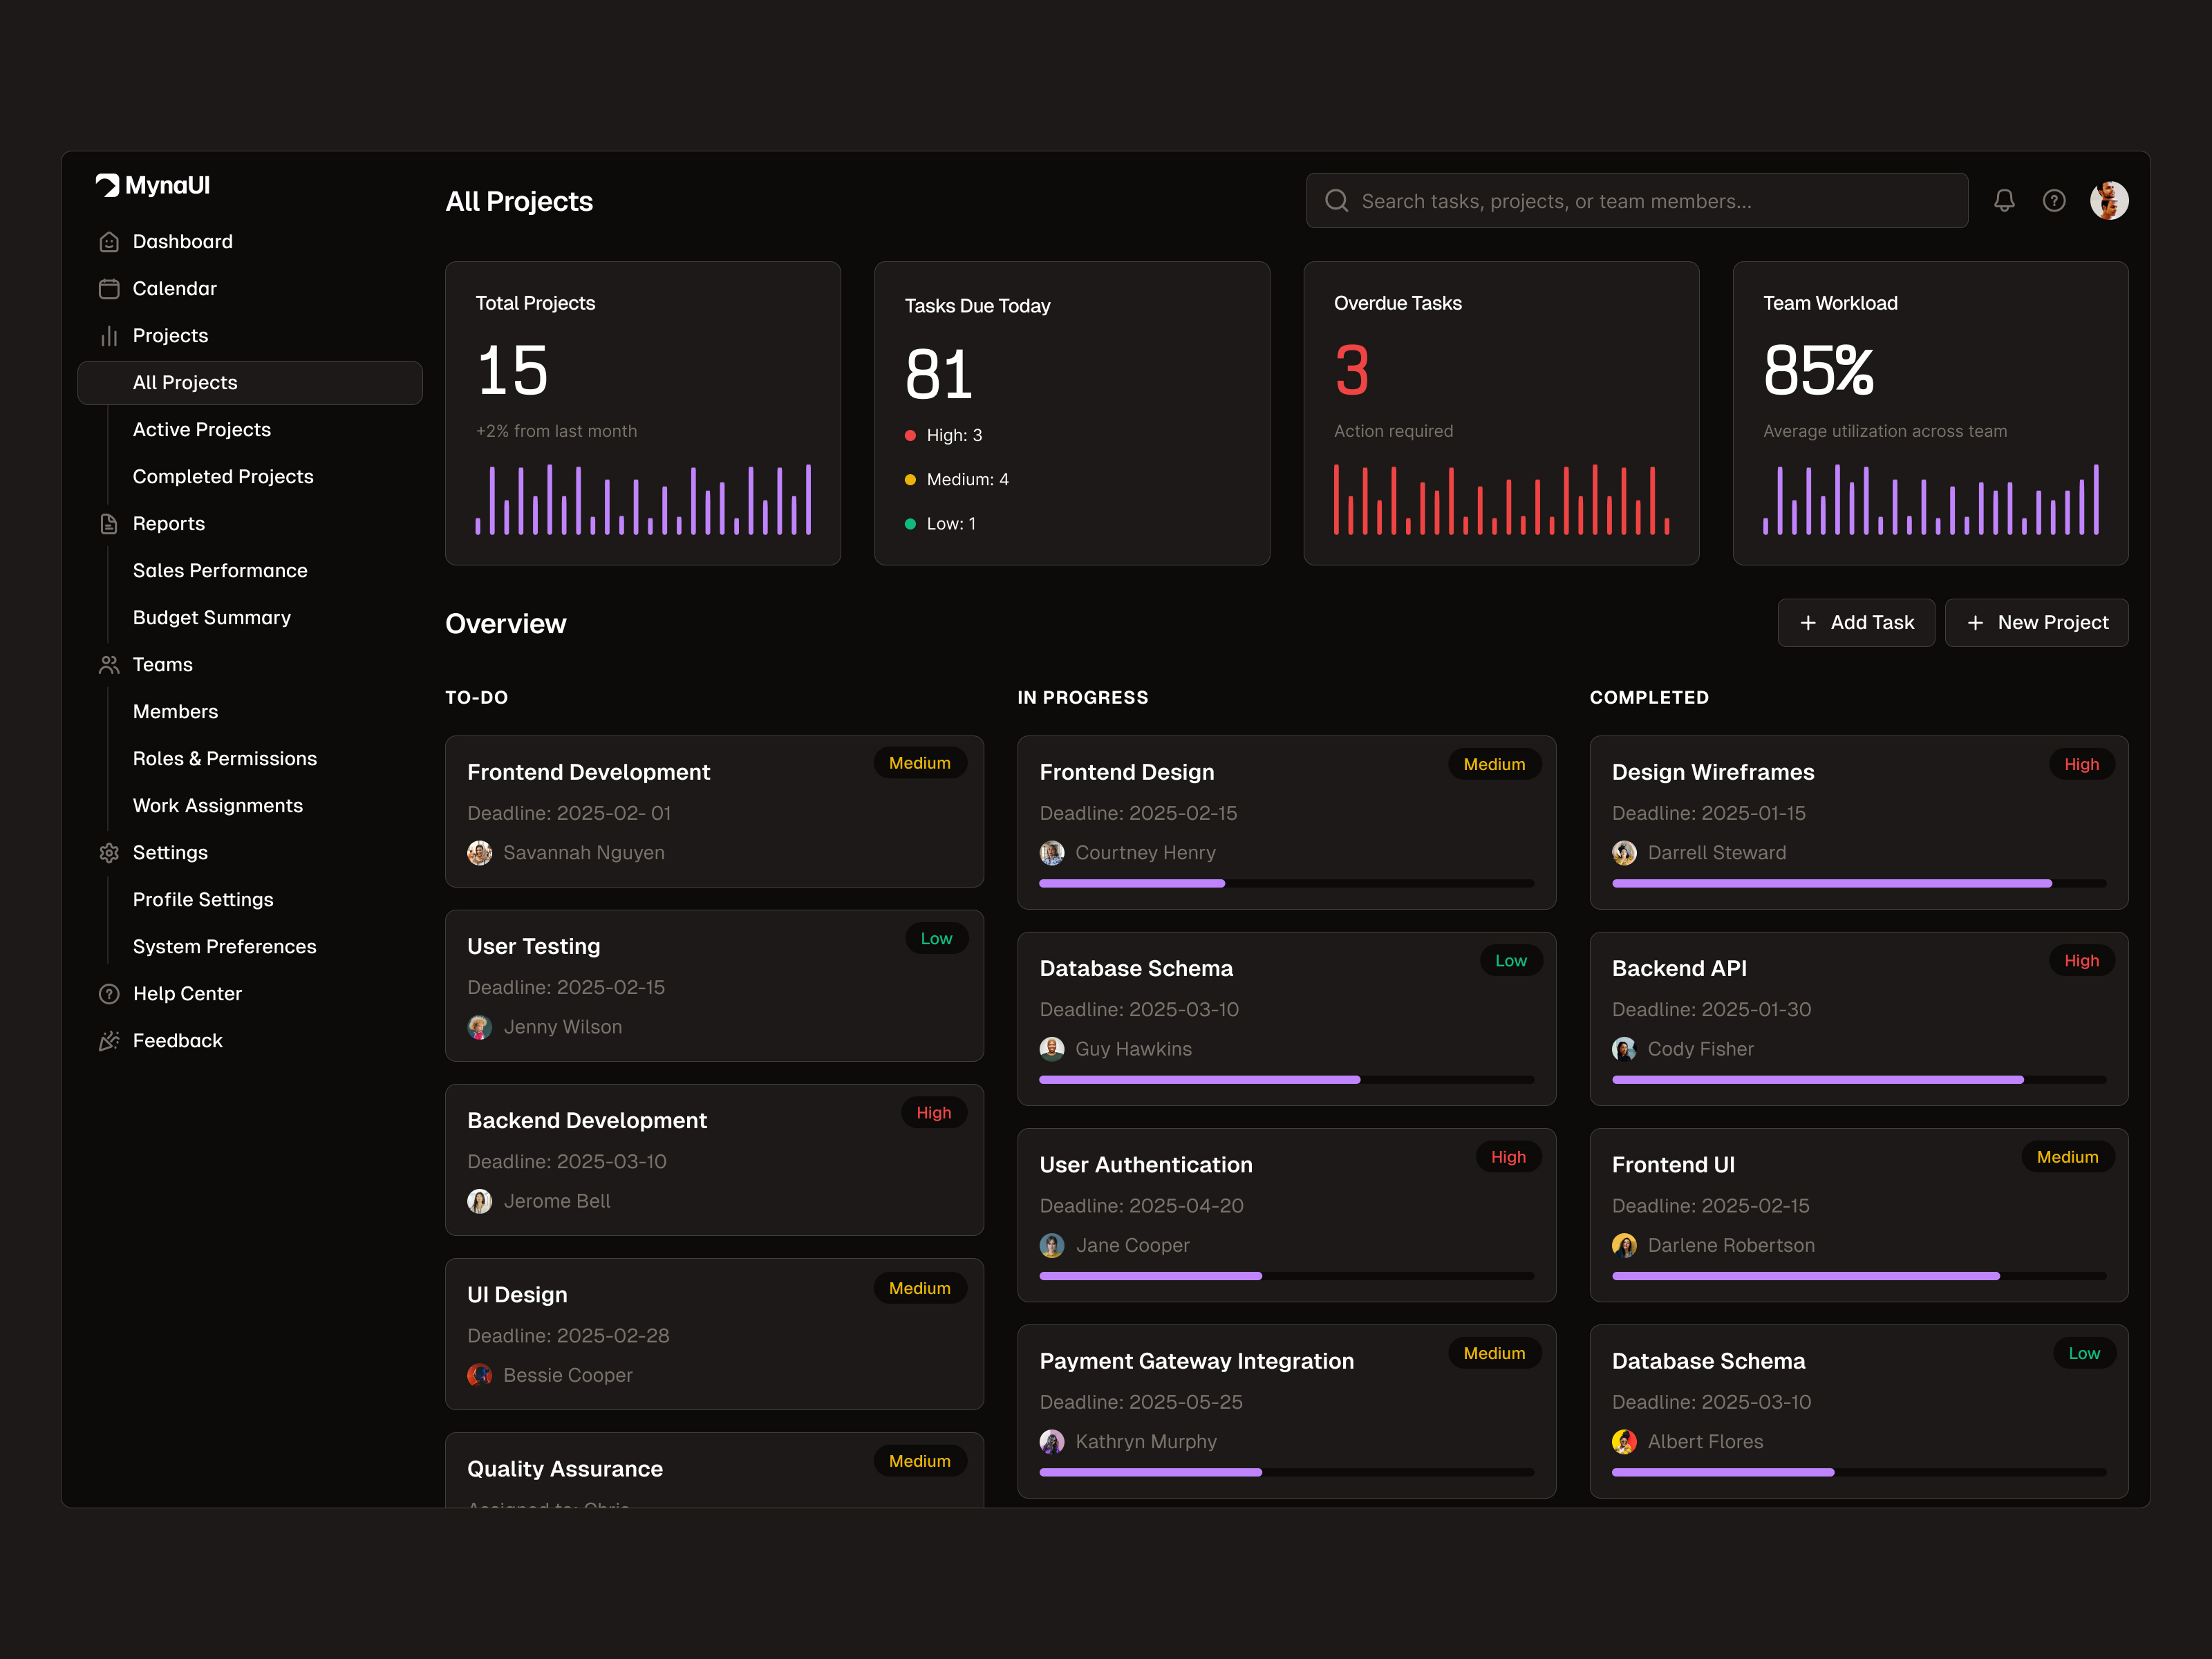 MynaUI
Dashboard
Calendar
Projects
All Projects
Active Projects
Completed Projects
Reports
Sales Performance
Budget Summary
Teams
Members
Roles & Permissions
Work Assignments
Settings
Profile Settings
System Preferences
Help Center
Feedback
All Projects
Search tasks, projects, or team members...
Total Projects
15
+2% from last month
Tasks Due Today
81
High: 3
Medium: 4
Low: 1
Overdue Tasks
3
Action required
Team Workload
85%
Average utilization across team
Overview
+ Add Task
+ New Project
TO-DO
Frontend Development
Medium
Deadline: 2025-02- 01
Savannah Nguyen
User Testing
Low
Deadline: 2025-02-15
Jenny Wilson
Backend Development
High
Deadline: 2025-03-10
Jerome Bell
UI Design
Medium
Deadline: 2025-02-28
Bessie Cooper
Quality Assurance
Medium
Assigned to: Chris
IN PROGRESS
Frontend Design
Medium
Deadline: 2025-02-15
Courtney Henry
Database Schema
Low
Deadline: 2025-03-10
Guy Hawkins
User Authentication
High
Deadline: 2025-04-20
Jane Cooper
Payment Gateway Integration
Medium
Deadline: 2025-05-25
Kathryn Murphy
COMPLETED
Design Wireframes
High
Deadline: 2025-01-15
Darrell Steward
Backend API
High
Deadline: 2025-01-30
Cody Fisher
Frontend UI
Medium
Deadline: 2025-02-15
Darlene Robertson
Database Schema
Low
Deadline: 2025-03-10
Albert Flores